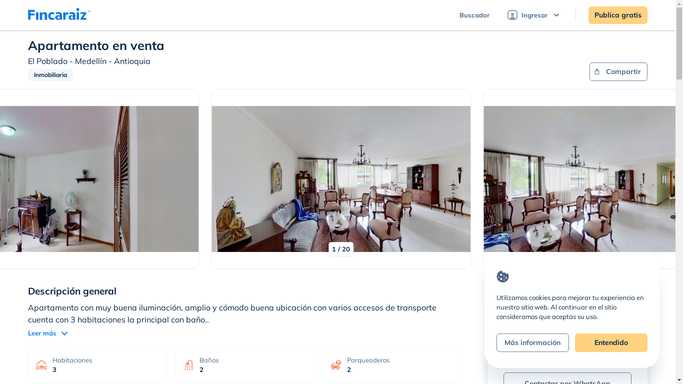 Fincaraiz
Buscador
Ingresar
Publica gratis
Apartamento en venta
El Poblado - Medellín - Antioquia
Inmobiliaria
Compartir
1 / 20
Descripción general
Apartamento con muy buena iluminación, amplio y cómodo buena ubicación con varios accesos de transporte
cuenta con 3 habitaciones la principal con baño...
Leer más
Habitaciones
3
Baños
2
Parqueaderos
2
Utilizamos cookies para mejorar tu experiencia en
nuestro sitio web. Al continuar en el sitio
consideramos que aceptas su uso.
Más información
Entendido
Contactar por WhatsApp